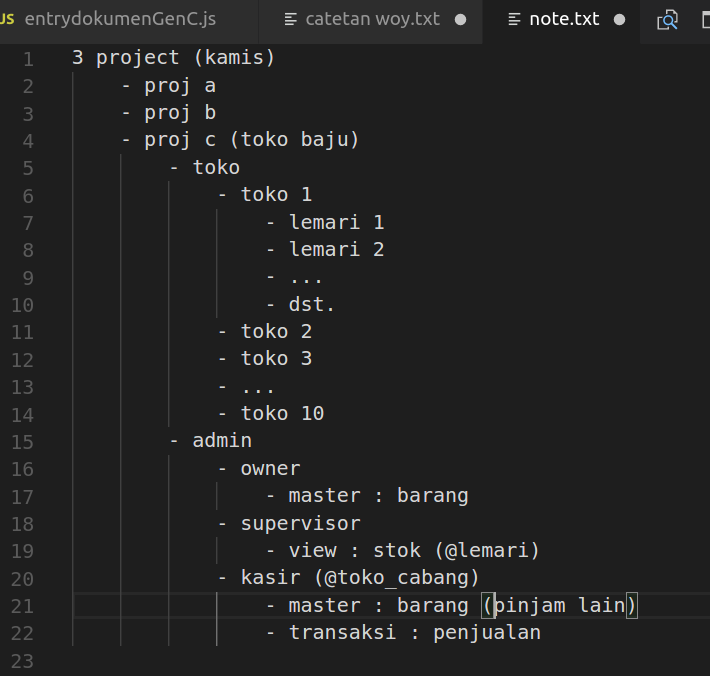 JS entrydokumenGenC.js catetan woy.txt note.txt
1 3 project (kamis)
2 - proj a
3 - proj b
4 - proj c (toko baju)
5 - toko
6 - toko 1
7 - lemari 1
8 - lemari 2
9 - ...
10 - dst.
11 - toko 2
12 - toko 3
13 - ...
14 - toko 10
15 - admin
16 - owner
17 - master : barang
18 - supervisor
19 - view : stok (@lemari)
20 - kasir (@toko_cabang)
21 - master : barang (pinjam lain)
22 - transaksi : penjualan
23